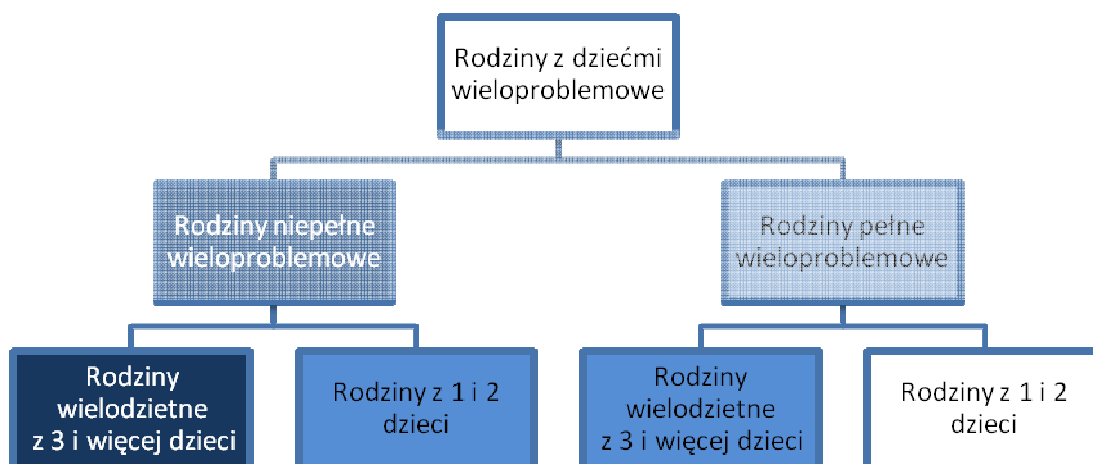 Rodziny z dziećmi
wieloproblemowe
Rodziny niepełne
wieloproblemowe
Rodziny pełne
wieloproblemowe
Rodziny
wielodzietne
z 3 i więcej dzieci
Rodziny z 1 i 2
dzieci
Rodziny
wielodzietne
z 3 i więcej dzieci
Rodziny z 1 i 2
dzieci